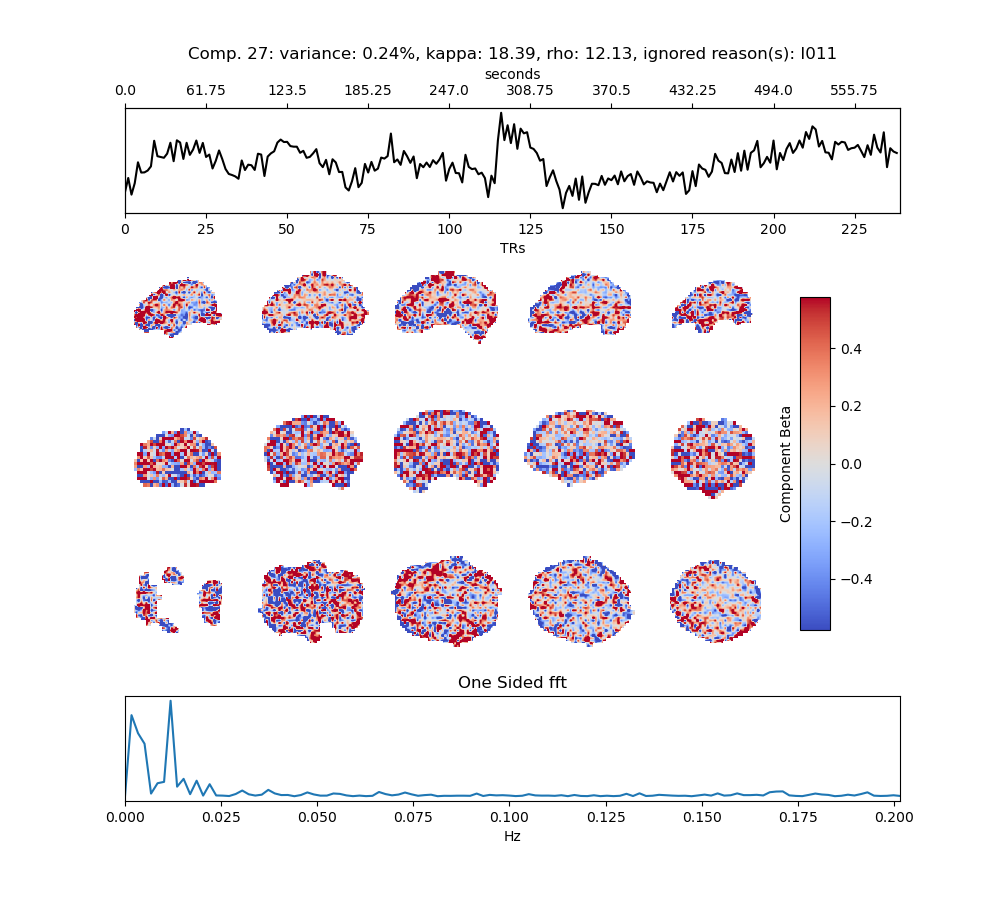 Comp. 27: variance: 0.24%, kappa: 18.39, rho: 12.13, ignored reason(s): I011
seconds
0.0 61.75 123.5 185.25 247.0 308.75 370.5 432.25 494.0 555.75
0 25 50 75 100 125 150 175 200 225
TRs
0.4
0.2
0.0
−0.2
−0.4
Component Beta
One Sided fft
0.000 0.025 0.050 0.075 0.100 0.125 0.150 0.175 0.200
Hz